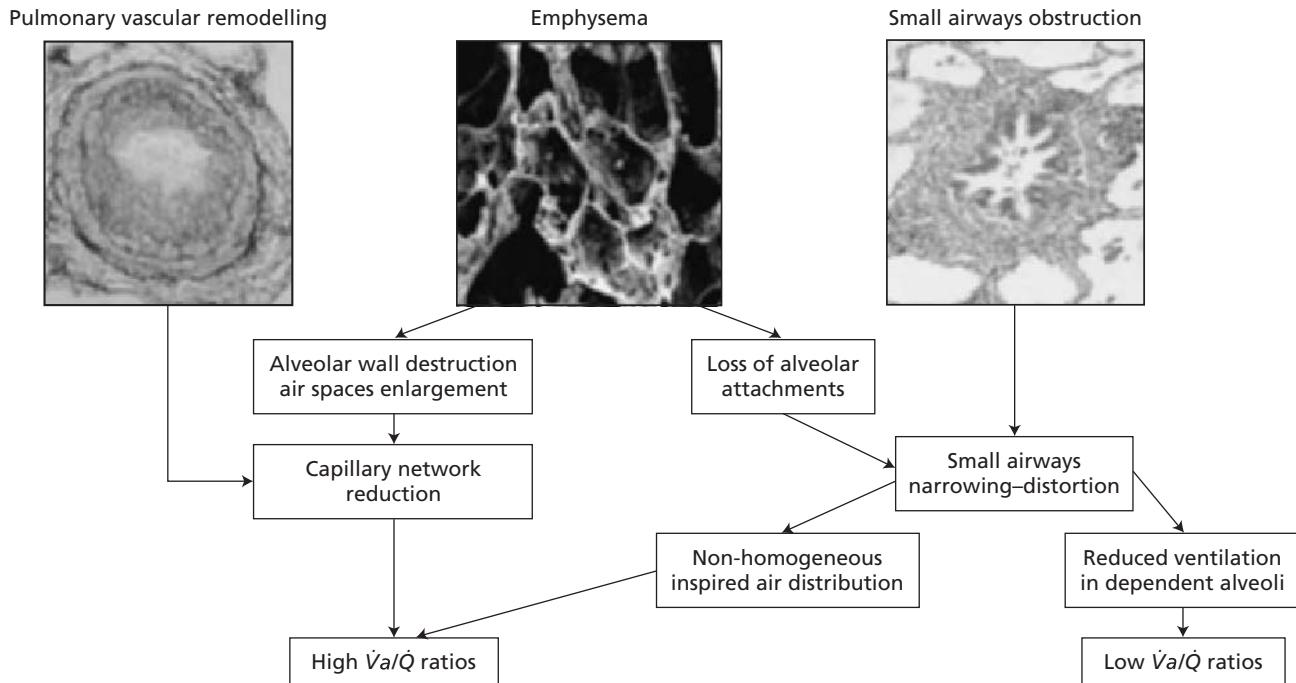 Pulmonary vascular remodelling
Emphysema
Small airways obstruction
Alveolar wall destruction
air spaces enlargement
Loss of alveolar
attachments
Capillary network
reduction
Small airways
narrowing–distortion
Non-homogeneous
inspired air distribution
Reduced ventilation
in dependent alveoli
High V̇a/Q̇ ratios
Low V̇a/Q̇ ratios